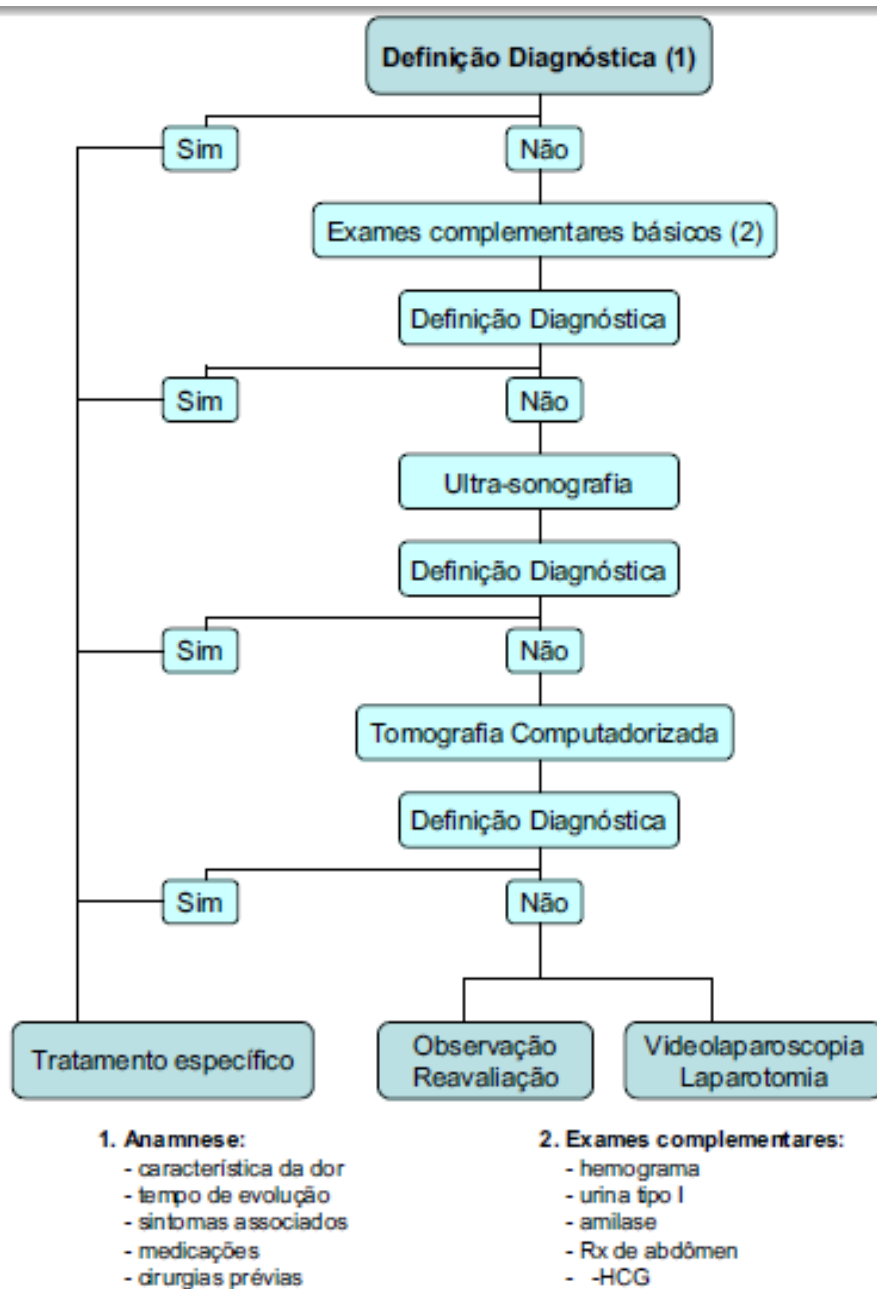 Definição Diagnóstica (1)
Sim
Não
Exames complementares básicos (2)
Definição Diagnóstica
Sim
Não
Ultra-sonografia
Definição Diagnóstica
Sim
Não
Tomografia Computadorizada
Definição Diagnóstica
Sim
Não
Tratamento específico
Observação
Reavaliação
Videolaparoscopia
Laparotomia
1. Anamnese:
- característica da dor
- tempo de evolução
- sintomas associados
- medicações
- cirurgias prévias
2. Exames complementares:
- hemograma
- urina tipo I
- amilase
- Rx de abdômen
- -HCG